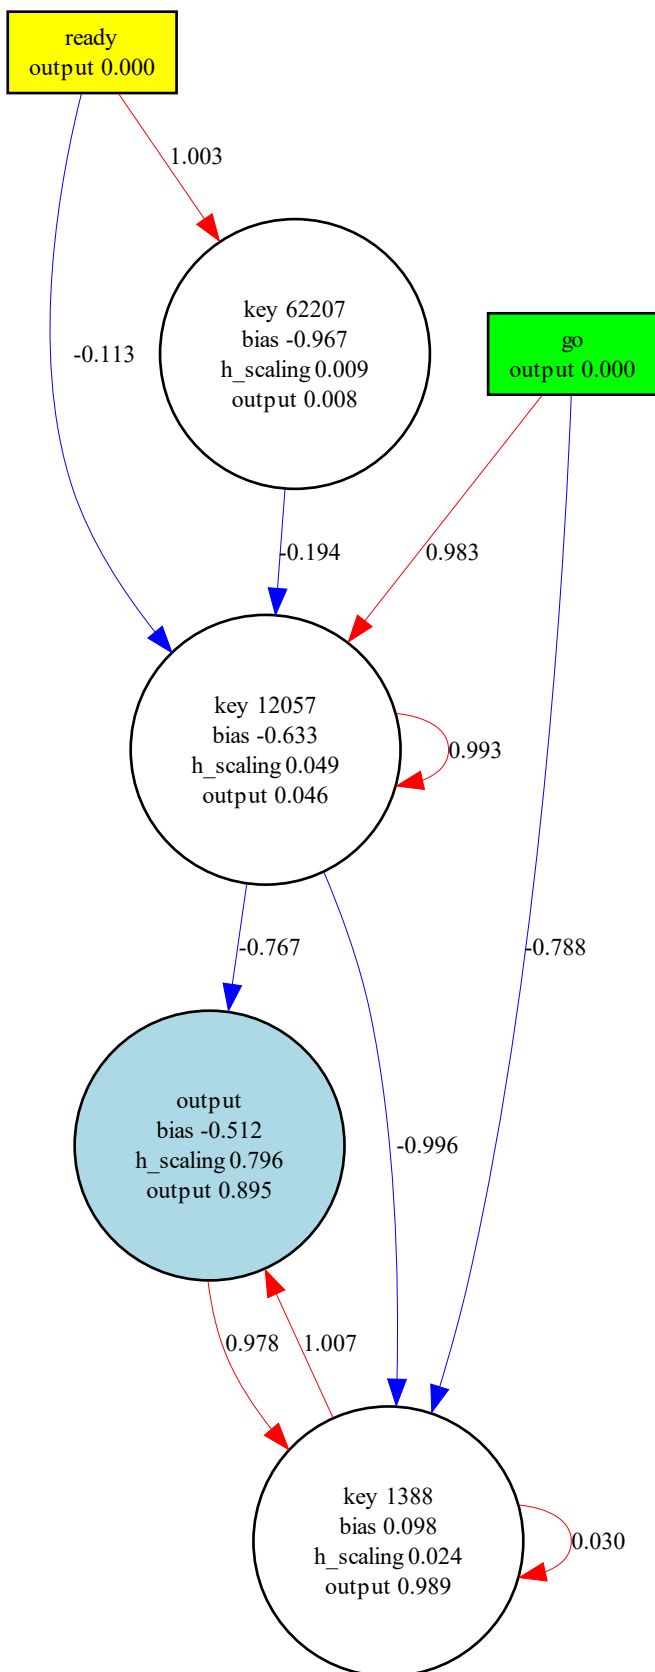 ready
output 0.000
1.003
key 62207
bias -0.967
h_scaling 0.009
output 0.008
go
output 0.000
-0.113
-0.194
0.983
key 12057
bias -0.633
h_scaling 0.049
output 0.046
0.993
-0.767
-0.788
output
bias -0.512
h_scaling 0.796
output 0.895
-0.996
0.978
1.007
key 1388
bias 0.098
h_scaling 0.024
output 0.989
0.030